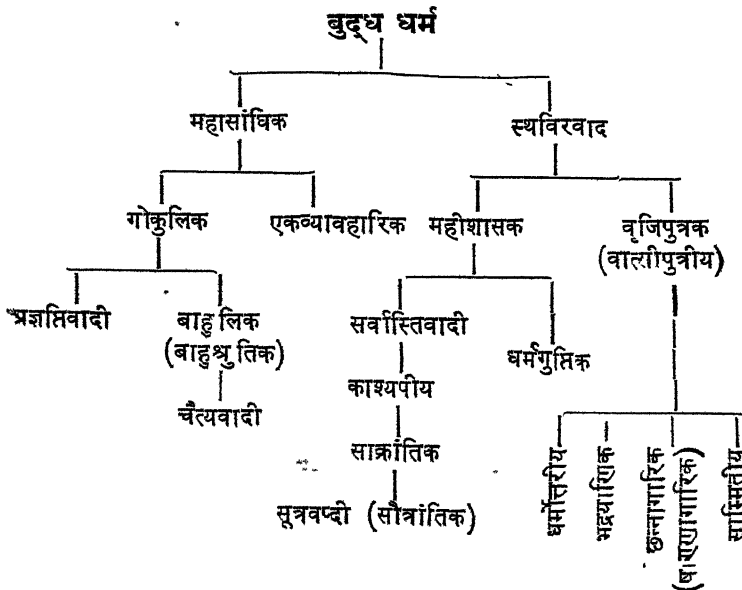 बुद्ध धर्म
महासांघिक स्थविरवाद
गोकुलिक एकव्यावहारिक महीशासक वृजिपुत्रक
(वात्सीपुत्रीय)
प्रज्ञप्तिवादी बाहुलिक सर्वास्तिवादी
(बाहुश्रुतिक) धर्मगुप्तिक
काश्यपीय
चैत्यवादी
साक्रांतिक
सूत्रवप्दी (सौत्रांतिक)
धर्मोत्तरीय
भद्रयाणिक
छन्नागारिक
(षाण्णागारिक)
साम्मितीय